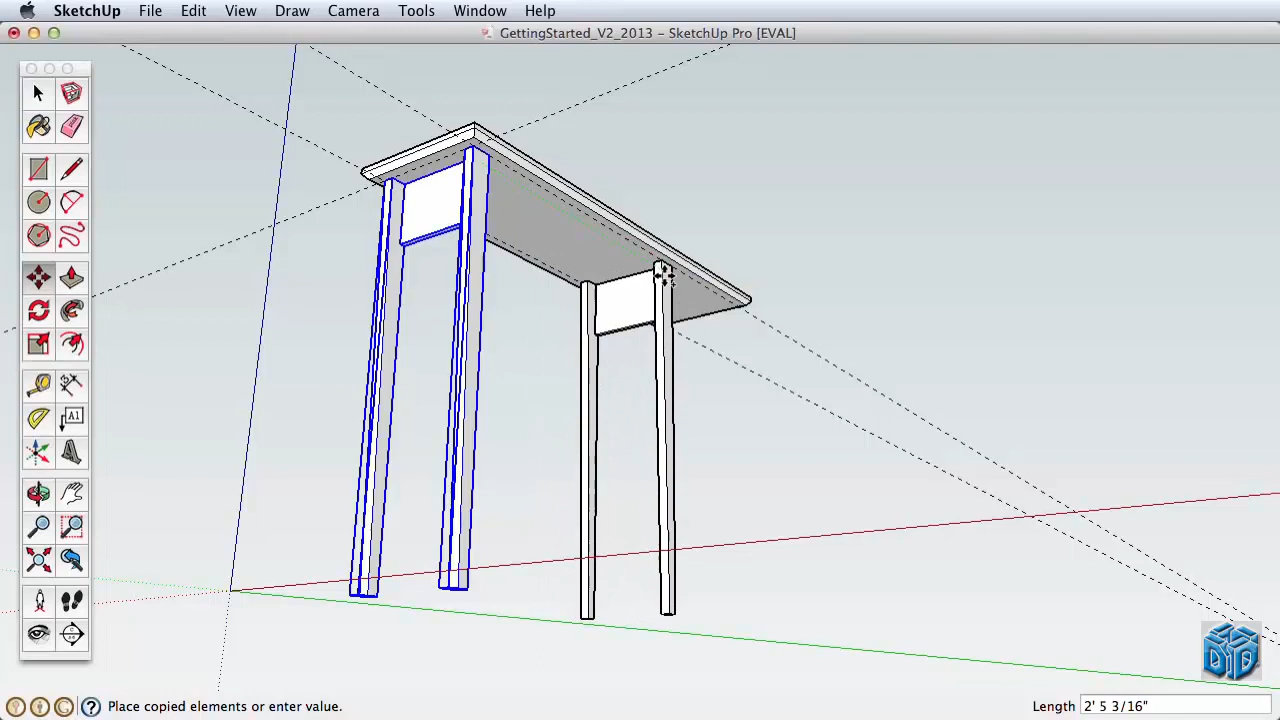 SketchUp File Edit View Draw Camera Tools Window Help
GettingStarted_V2_2013 – SketchUp Pro [EVAL]
A1
Place copied elements or enter value.
Length 2' 5 3/16"